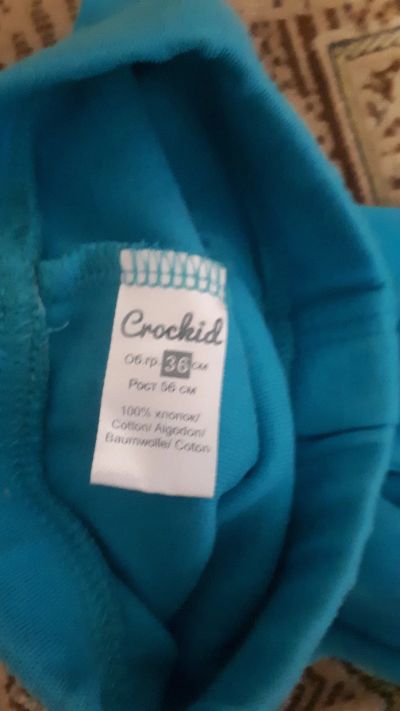 Crockid
Об.гр. 36 см
Рост 56 см
100% хлопок/
Cotton/ Algodon/
Baumwolle/ Coton